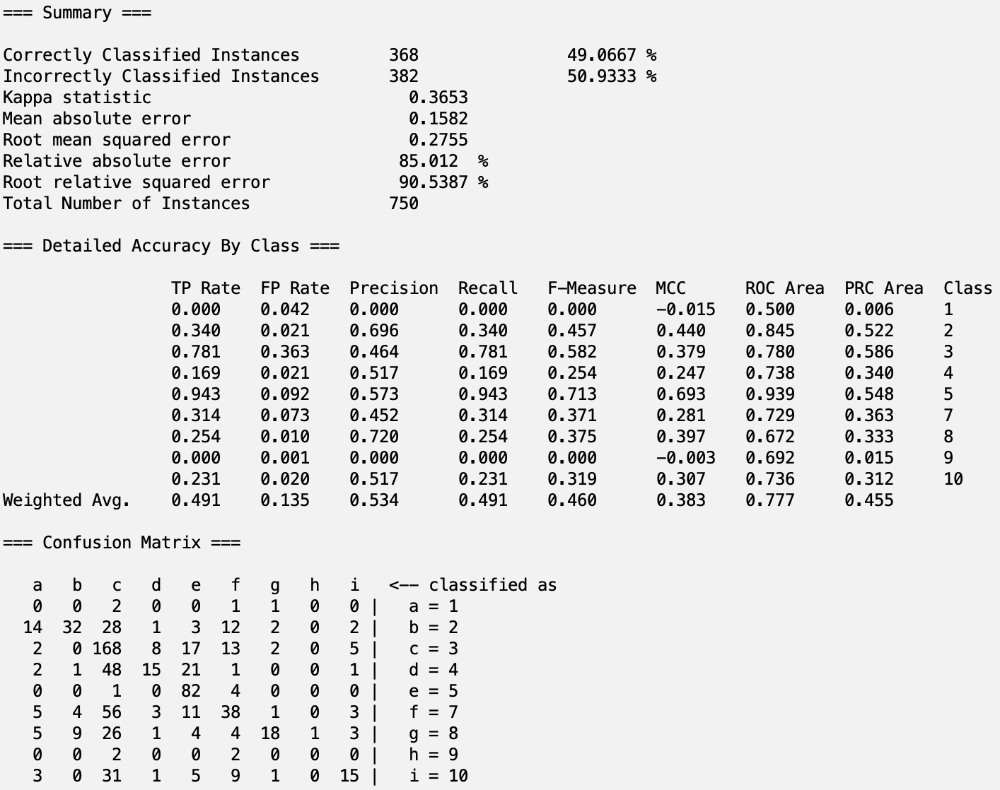 === Summary ===
Correctly Classified Instances 368 49.0667 %
Incorrectly Classified Instances 382 50.9333 %
Kappa statistic 0.3653
Mean absolute error 0.1582
Root mean squared error 0.2755
Relative absolute error 85.012 %
Root relative squared error 90.5387 %
Total Number of Instances 750
=== Detailed Accuracy By Class ===
TP Rate FP Rate Precision Recall F-Measure MCC ROC Area PRC Area Class
0.000 0.042 0.000 0.000 0.000 -0.015 0.500 0.006 1
0.340 0.021 0.696 0.340 0.457 0.440 0.845 0.522 2
0.781 0.363 0.464 0.781 0.582 0.379 0.780 0.586 3
0.169 0.021 0.517 0.169 0.254 0.247 0.738 0.340 4
0.943 0.092 0.573 0.943 0.713 0.693 0.939 0.548 5
0.314 0.073 0.452 0.314 0.371 0.281 0.729 0.363 7
0.254 0.010 0.720 0.254 0.375 0.397 0.672 0.333 8
0.000 0.001 0.000 0.000 0.000 -0.003 0.692 0.015 9
0.231 0.020 0.517 0.231 0.319 0.307 0.736 0.312 10
Weighted Avg. 0.491 0.135 0.534 0.491 0.460 0.383 0.777 0.455
=== Confusion Matrix ===
a b c d e f g h i <-- classified as
0 0 2 0 0 1 1 0 0 | a = 1
14 32 28 1 3 12 2 0 2 | b = 2
2 0 168 8 17 13 2 0 5 | c = 3
2 1 48 15 21 1 0 0 1 | d = 4
0 0 1 0 82 4 0 0 0 | e = 5
5 4 56 3 11 38 1 0 3 | f = 7
5 9 26 1 4 4 18 1 3 | g = 8
0 0 2 0 0 2 0 0 0 | h = 9
3 0 31 1 5 9 1 0 15 | i = 10